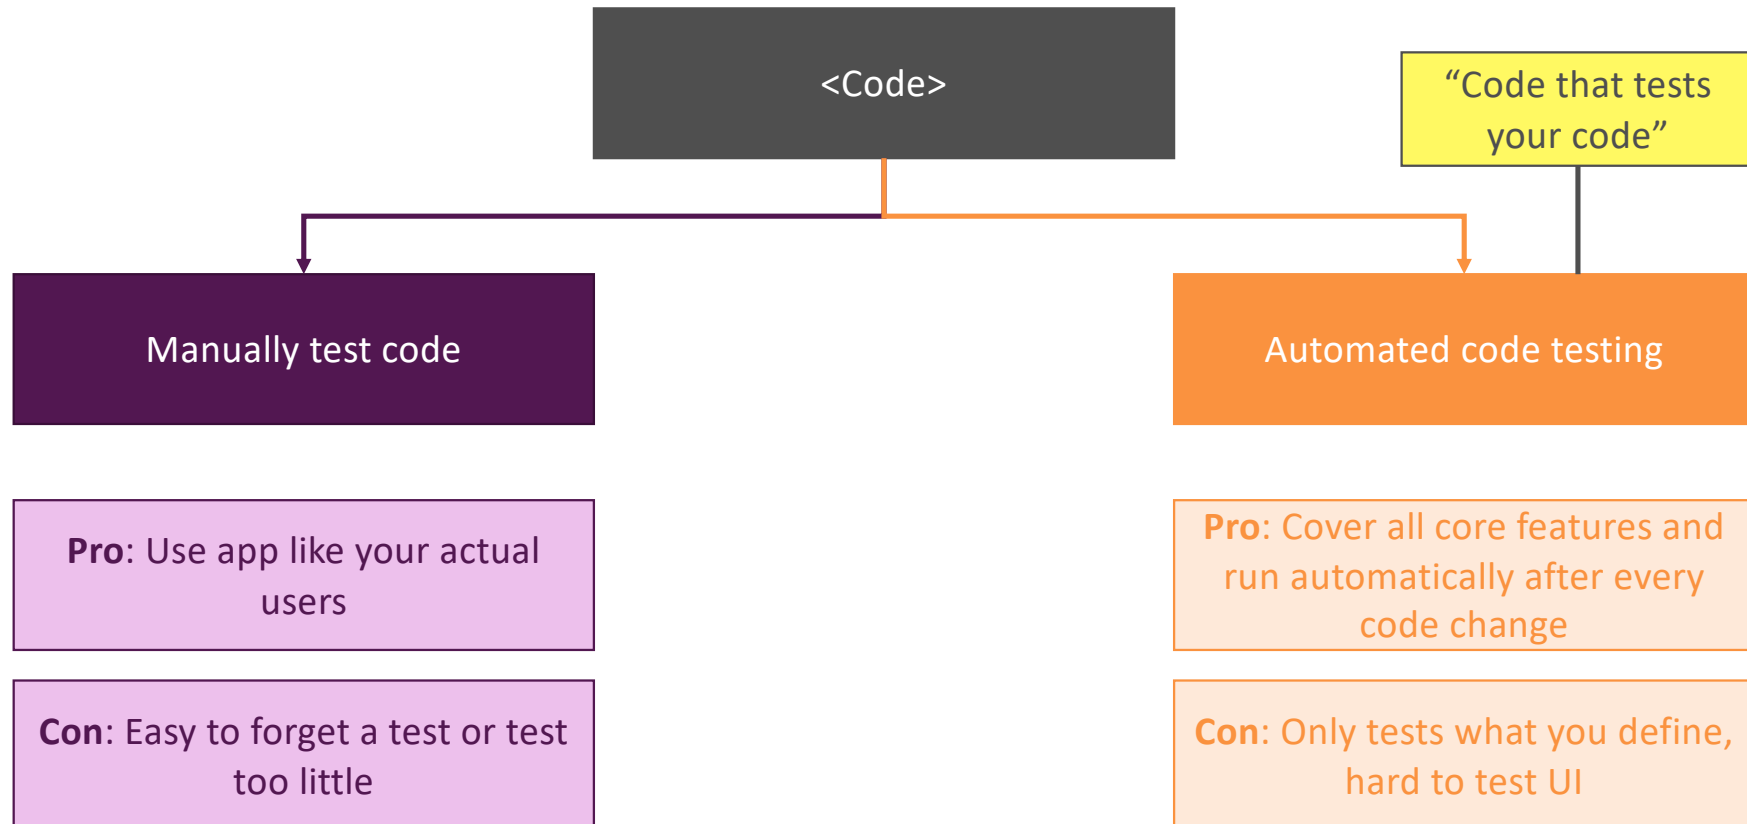 <Code>
“Code that tests
your code”
Manually test code
Automated code testing
Pro: Use app like your actual
users
Pro: Cover all core features and
run automatically after every
code change
Con: Easy to forget a test or test
too little
Con: Only tests what you define,
hard to test UI